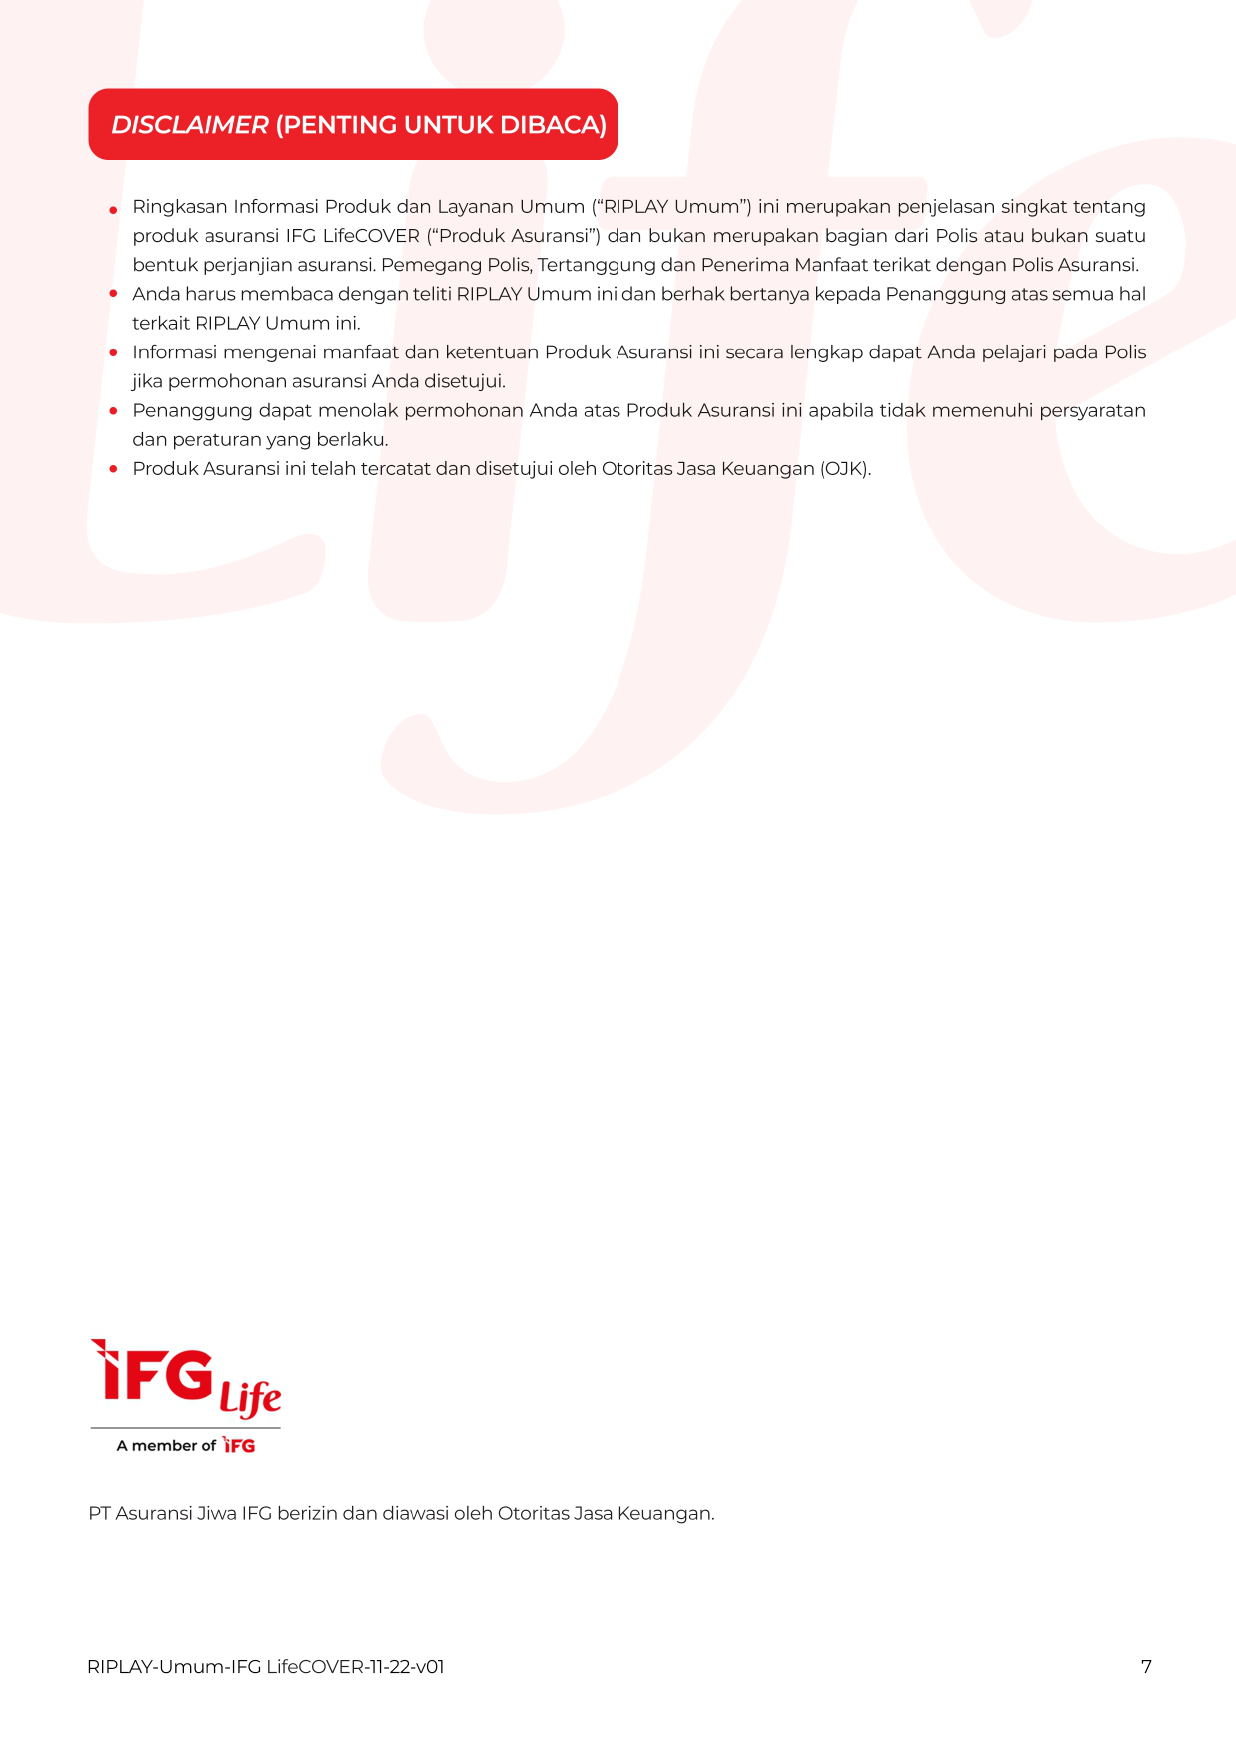 Life
DISCLAIMER (PENTING UNTUK DIBACA)
• Ringkasan Informasi Produk dan Layanan Umum (“RIPLAY Umum”) ini merupakan penjelasan singkat tentang
produk asuransi IFG LifeCOVER (“Produk Asuransi”) dan bukan merupakan bagian dari Polis atau bukan suatu
bentuk perjanjian asuransi. Pemegang Polis, Tertanggung dan Penerima Manfaat terikat dengan Polis Asuransi.
• Anda harus membaca dengan teliti RIPLAY Umum ini dan berhak bertanya kepada Penanggung atas semua hal
terkait RIPLAY Umum ini.
• Informasi mengenai manfaat dan ketentuan Produk Asuransi ini secara lengkap dapat Anda pelajari pada Polis
jika permohonan asuransi Anda disetujui.
• Penanggung dapat menolak permohonan Anda atas Produk Asuransi ini apabila tidak memenuhi persyaratan
dan peraturan yang berlaku.
• Produk Asuransi ini telah tercatat dan disetujui oleh Otoritas Jasa Keuangan (OJK).
IFG Life
A member of IFG
PT Asuransi Jiwa IFG berizin dan diawasi oleh Otoritas Jasa Keuangan.
RIPLAY-Umum-IFG LifeCOVER-11-22-v01
7